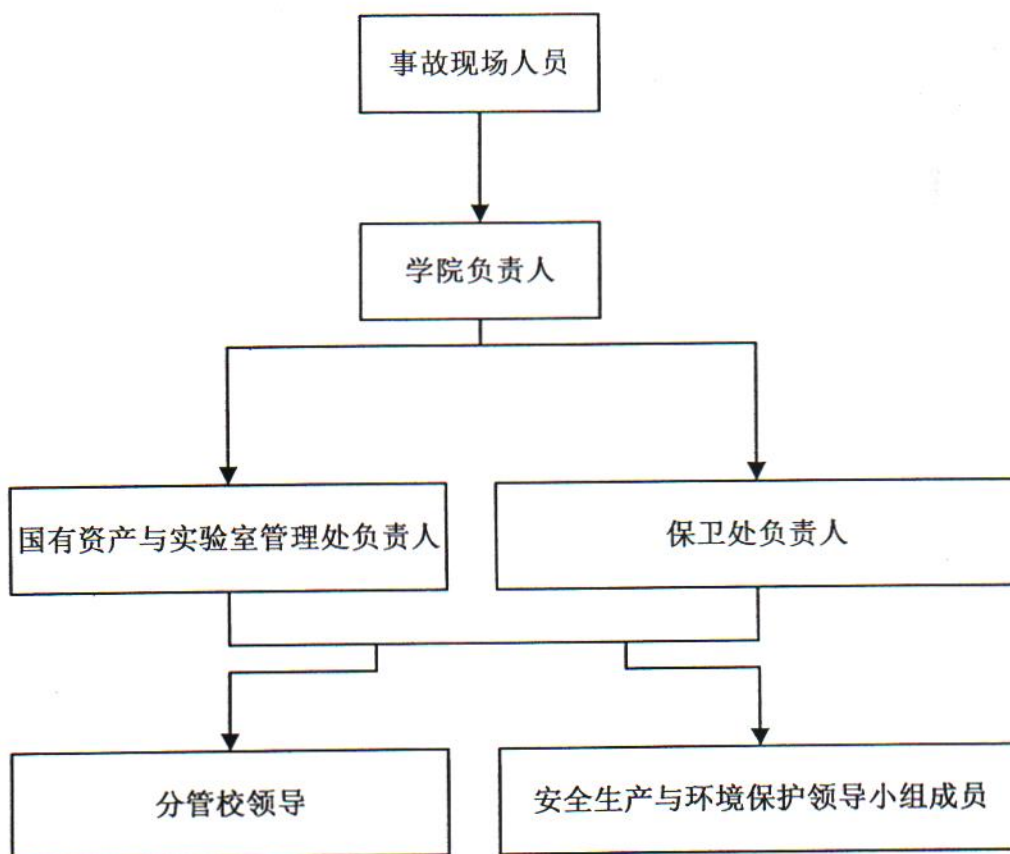 事故现场人员
学院负责人
国有资产与实验室管理处负责人
保卫处负责人
分管校领导
安全生产与环境保护领导小组成员